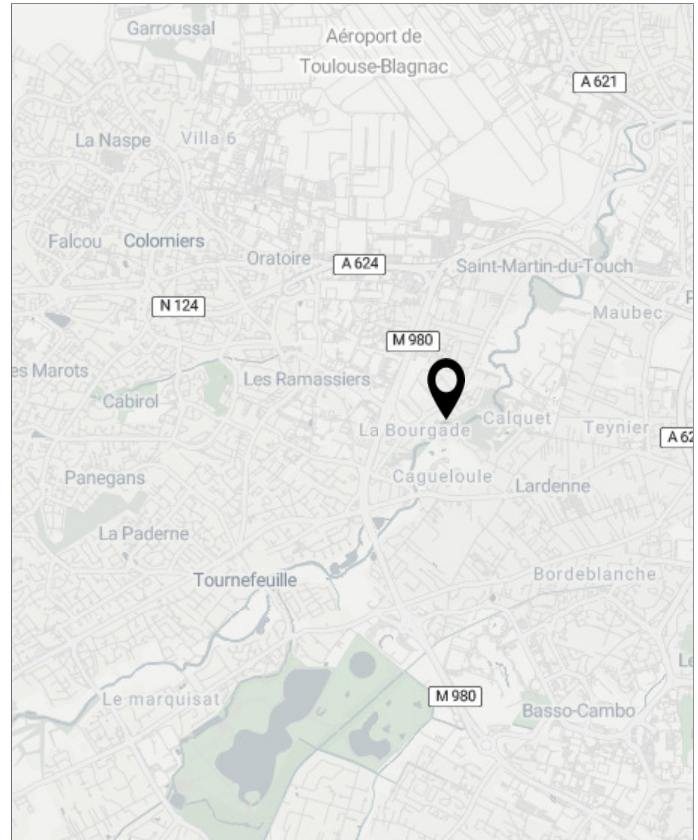 Garroussal
Aéroport de
Toulouse-Blagnac
A 621
La Naspe
Villa 6
Falcou
Colomiers
Oratoire
A 624
Saint-Martin-du-Touch
N 124
Maubec
M 980
es Marots
Les Ramassiers
Cabirol
La Bourgade
Calquet
Teynier
A 62
Panegans
Cagueloule
Lardenne
La Paderne
Tournefeuille
Bordeblanche
Le marquisat
M 980
Basso-Cambo